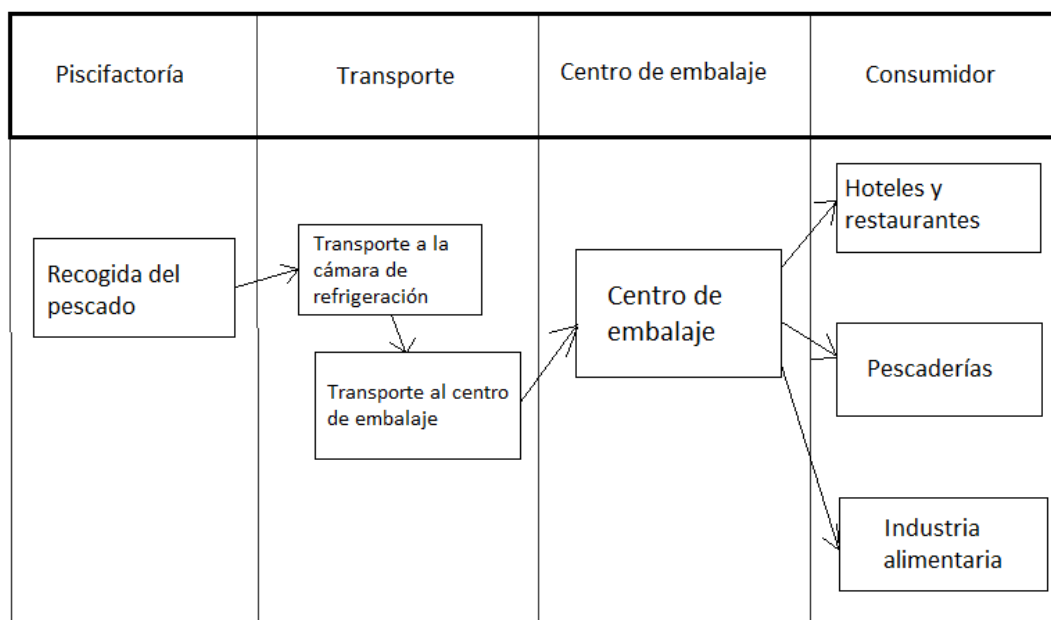 Piscifactoría
Transporte
Centro de embalaje
Consumidor
Recogida del
pescado
Transporte a la
cámara de
refrigeración
Transporte al centro
de embalaje
Centro de
embalaje
Hoteles y
restaurantes
Pescaderías
Industria
alimentaria